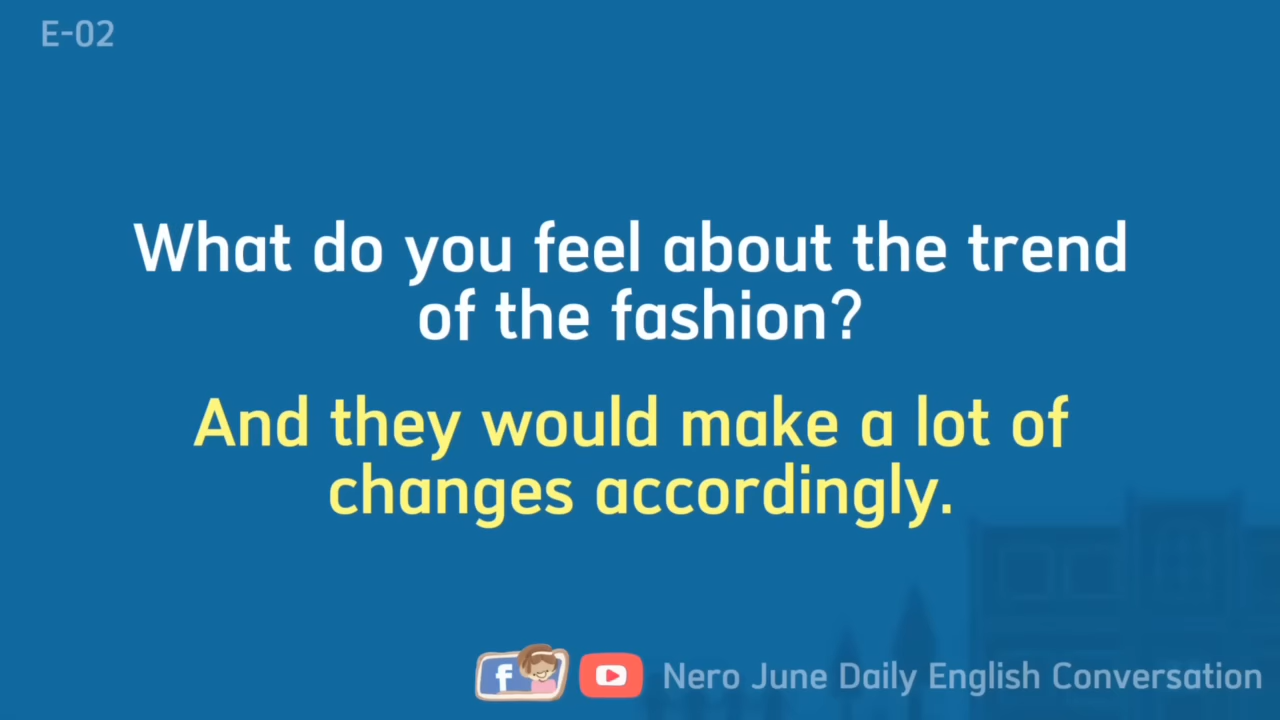 E-02
What do you feel about the trend
of the fashion?
And they would make a lot of
changes accordingly.
f
Nero June Daily English Conversation